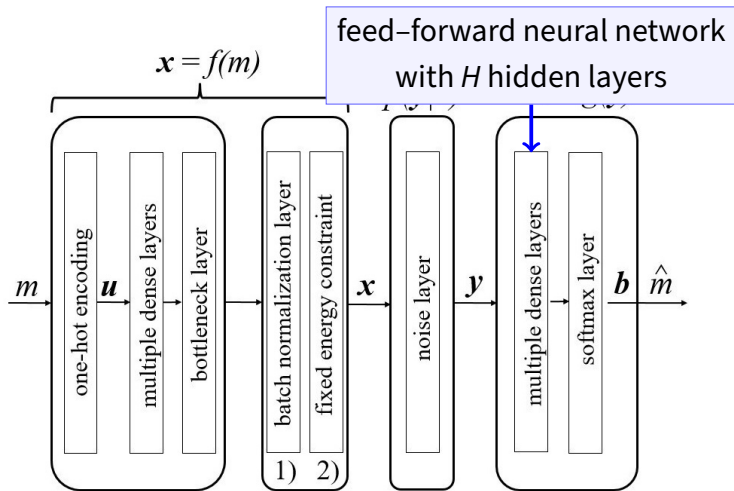 feed–forward neural network
with H hidden layers
x = f(m)
m
one-hot encoding
u
multiple dense layers
bottleneck layer
batch normalization layer
fixed energy constraint
1) 2)
x
noise layer
y
multiple dense layers
softmax layer
b
m̂